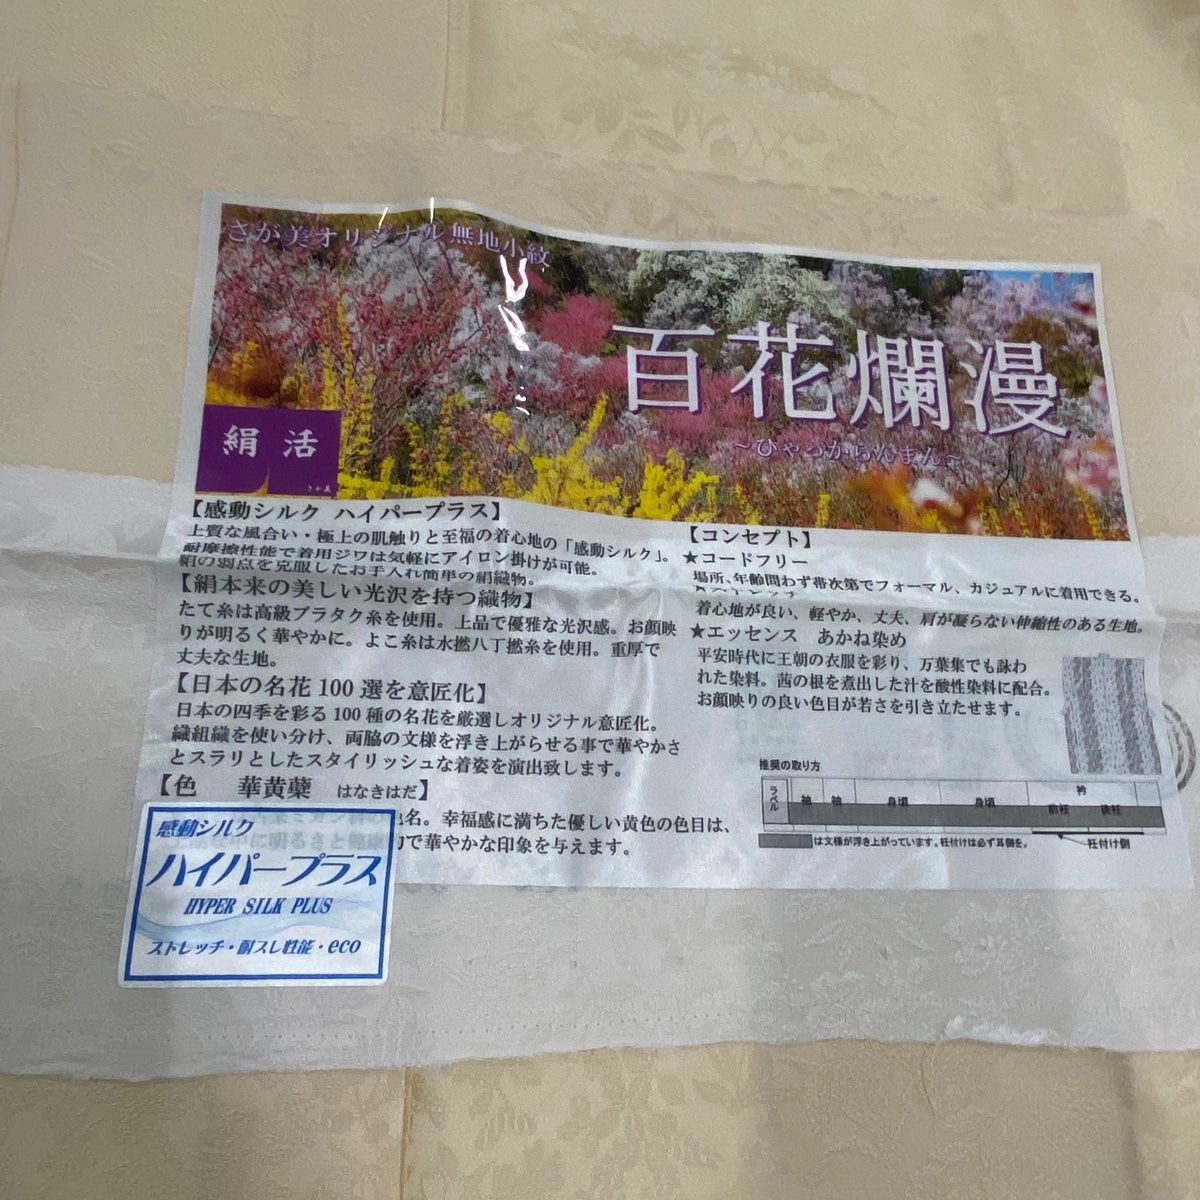 さが美オリジナル無地小紋
百花爛漫
～ひゃっからんまん～
絹活
さが美
【感動シルク ハイパープラス】
上質な風合い・極上の肌触りと至福の着心地の「感動シルク」。
耐摩擦性能で着用ジワは気軽にアイロン掛けが可能。
絹の弱点を克服したお手入れ簡単の絹織物。
【絹本来の美しい光沢を持つ織物】
たて糸は高級ブラタク糸を使用。上品で優雅な光沢感。お顔映
りが明るく華やかに。よこ糸は水撚八丁撚糸を使用。重厚で
丈夫な生地。
【日本の名花100選を意匠化】
日本の四季を彩る100種の名花を厳選しオリジナル意匠化。
織組織を使い分け、両脇の文様を浮き上がらせる事で華やかさ
とスラリとしたスタイリッシュな着姿を演出致します。
【色 華黄蘗 はなきはだ】
名。幸福感に満ちた優しい黄色の色目は、
で華やかな印象を与えます。
感動シルク
ハイパープラス
HYPER SILK PLUS
ストレッチ・耐スレ性能・eco
【コンセプト】
★コードフリー
場所、年齢問わず帯次第でフォーマル、カジュアルに着用できる。
★ストレッチ
着心地が良い、軽やか、丈夫、肩が凝らない伸縮性のある生地。
★エッセンス あかね染め
平安時代に王朝の衣服を彩り、万葉集でも詠わ
れた染料。茜の根を煮出した汁を酸性染料に配合。
お顔映りの良い色目が若さを引き立たせます。
推奨の取り方
ラベル 袖 袖 身頃 身頃 衿
前衽 後衽
は文様が浮き上がっています。衽付けは必ず耳側を。
衽付け側